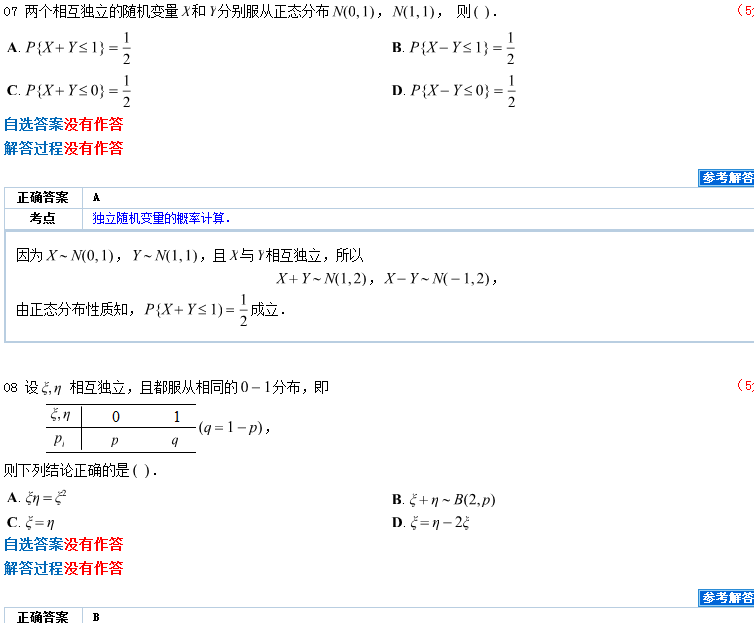 07 两个相互独立的随机变量 X和 Y分别服从正态分布 N(0,1)，N(1,1)， 则( ).
(5
A. P{X+Y≤1}=1/2
B. P{X−Y≤1}=1/2
C. P{X+Y≤0}=1/2
D. P{X−Y≤0}=1/2
自选答案没有作答
解答过程没有作答
参考解答
正确答案 A
考点 独立随机变量的概率计算.
因为 X~N(0,1)，Y~N(1,1)，且 X与 Y相互独立，所以
X+Y~N(1,2)，X−Y~N(−1,2)，
由正态分布性质知，P{X+Y≤1)=1/2 成立.
08 设 ξ,η 相互独立，且都服从相同的 0−1分布，即
(5
ξ,η 0 1
pᵢ p q (q=1−p)，
则下列结论正确的是 ( ).
A. ξη=ξ²
B. ξ+η~B(2,p)
C. ξ=η
D. ξ=η−2ξ
自选答案没有作答
解答过程没有作答
参考解答
正确答案 B